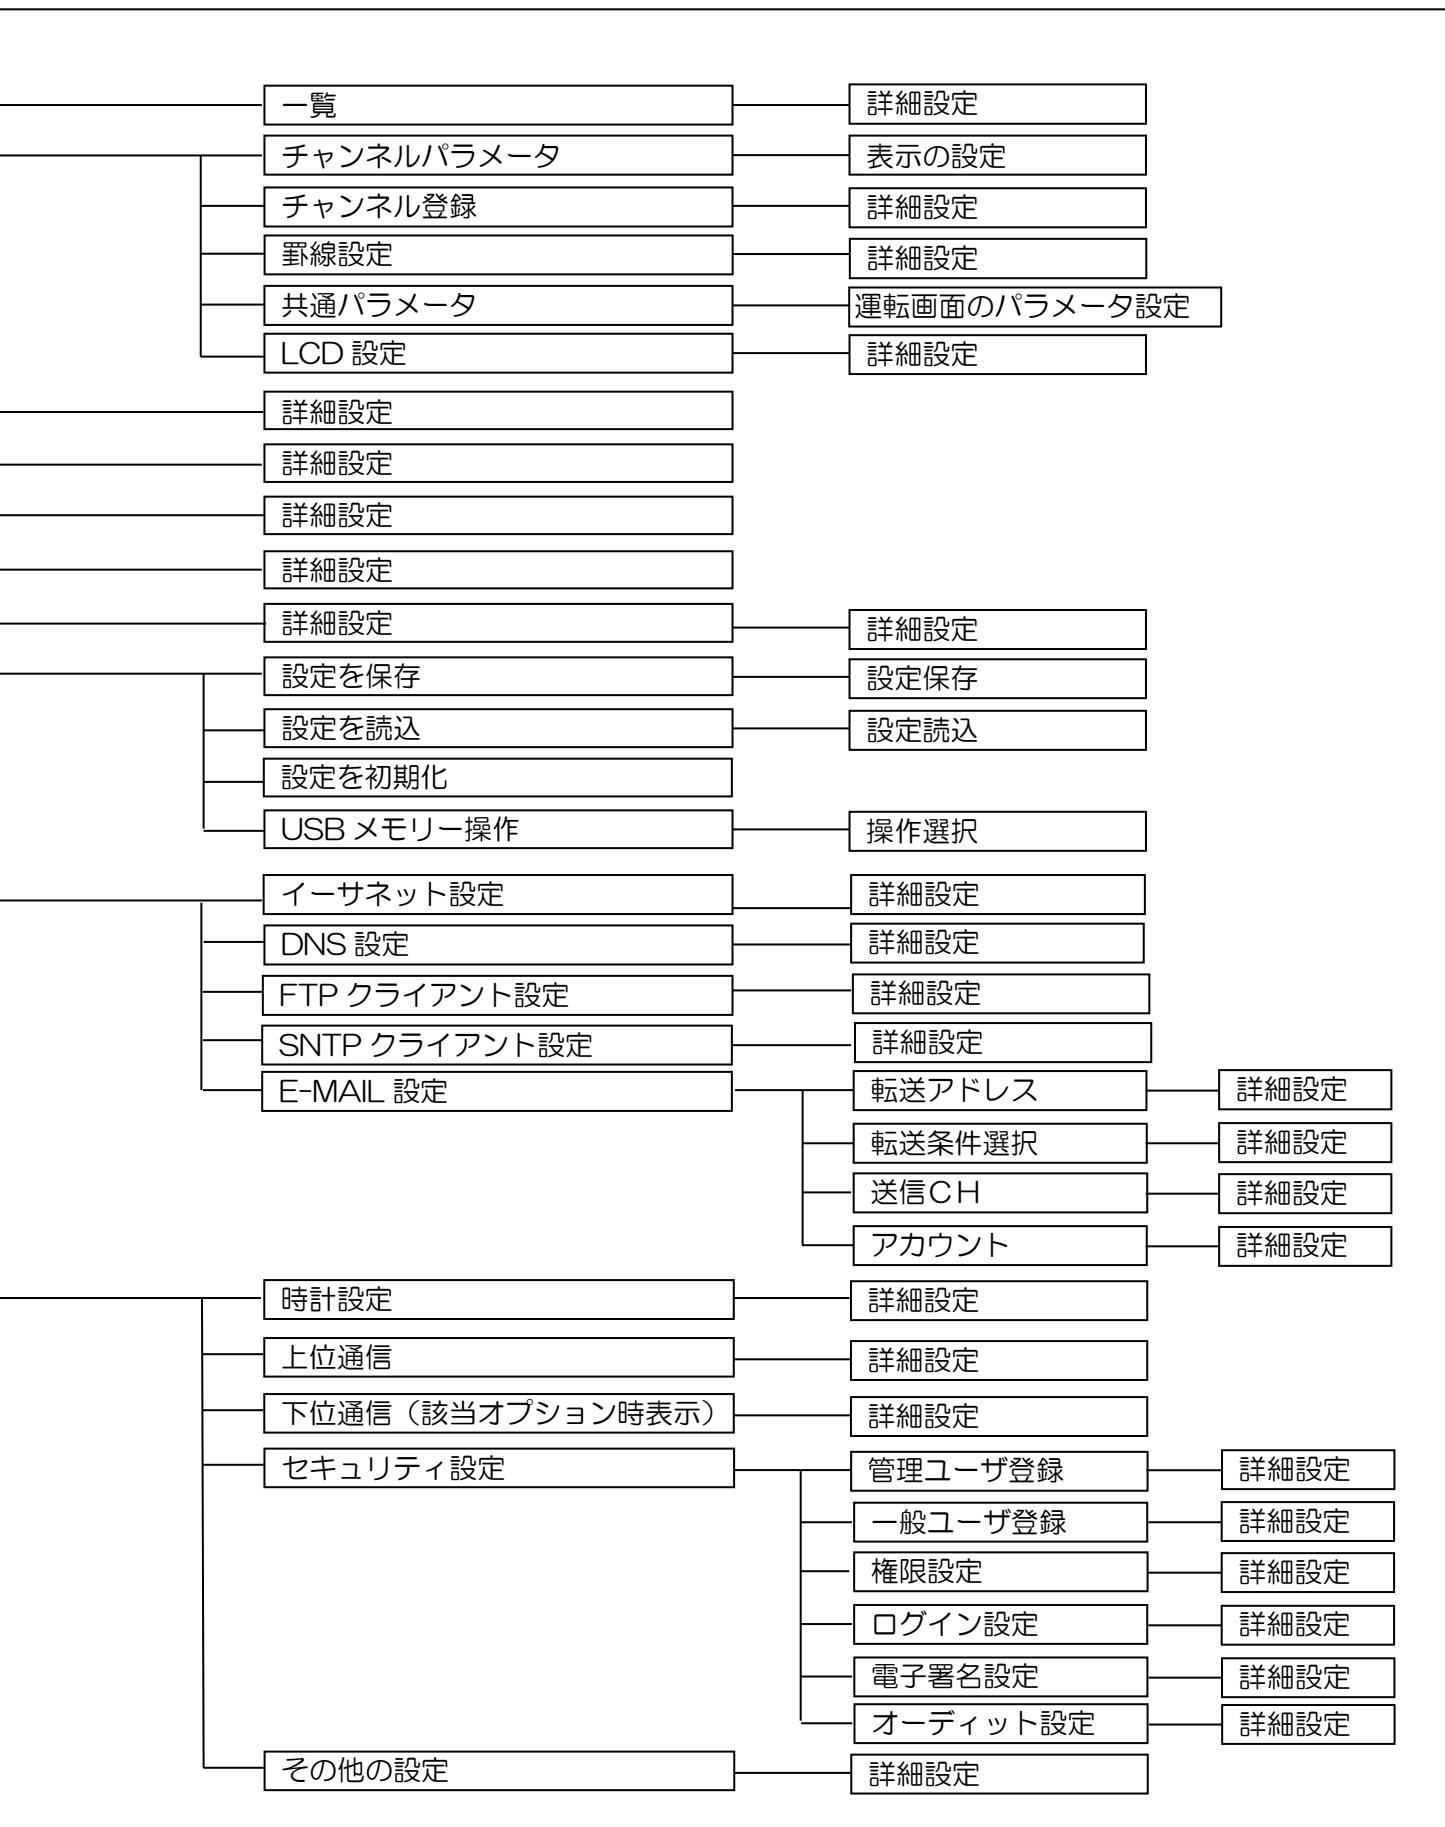 一覧 詳細設定
チャンネルパラメータ 表示の設定
チャンネル登録 詳細設定
罫線設定 詳細設定
共通パラメータ 運転画面のパラメータ設定
LCD 設定 詳細設定
詳細設定
詳細設定
詳細設定
詳細設定
詳細設定 詳細設定
設定を保存 設定保存
設定を読込 設定読込
設定を初期化
USB メモリー操作 操作選択
イーサネット設定 詳細設定
DNS 設定 詳細設定
FTP クライアント設定 詳細設定
SNTP クライアント設定 詳細設定
E-MAIL 設定 転送アドレス 詳細設定
転送条件選択 詳細設定
送信CH 詳細設定
アカウント 詳細設定
時計設定 詳細設定
上位通信 詳細設定
下位通信（該当オプション時表示） 詳細設定
セキュリティ設定 管理ユーザ登録 詳細設定
一般ユーザ登録 詳細設定
権限設定 詳細設定
ログイン設定 詳細設定
電子署名設定 詳細設定
オーディット設定 詳細設定
その他の設定 詳細設定